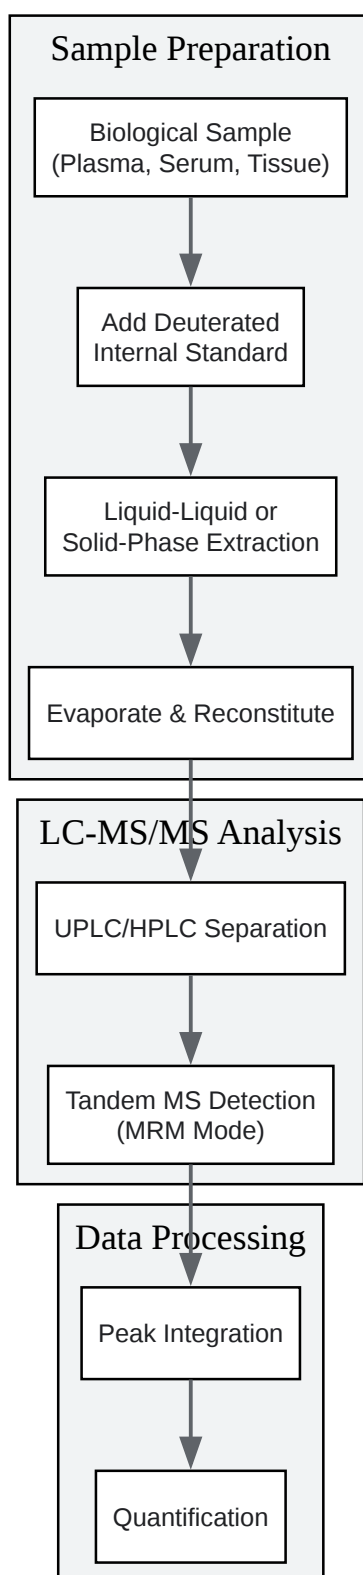 Sample Preparation
Biological Sample
(Plasma, Serum, Tissue)
Add Deuterated
Internal Standard
Liquid-Liquid or
Solid-Phase Extraction
Evaporate & Reconstitute
LC-MS/MS Analysis
UPLC/HPLC Separation
Tandem MS Detection
(MRM Mode)
Data Processing
Peak Integration
Quantification